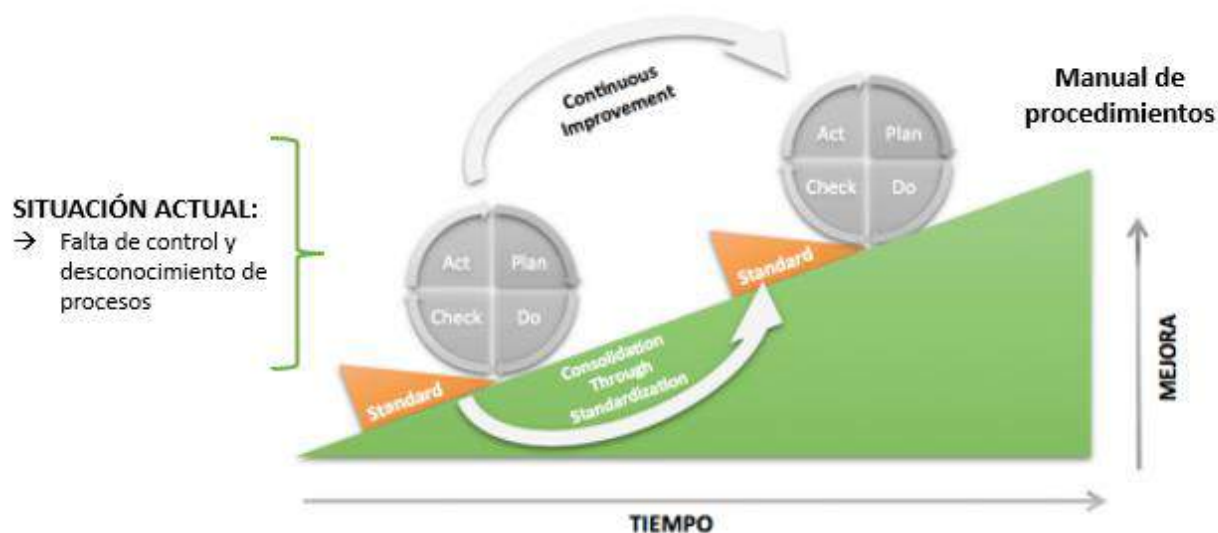 Continuous
Improvement
Manual de
procedimientos
Act
Plan
Check
Do
SITUACIÓN ACTUAL:
→ Falta de control y
desconocimiento de
procesos
Act
Plan
Check
Do
Standard
Standard
Consolidation
Through
Standardization
MEJORA
TIEMPO